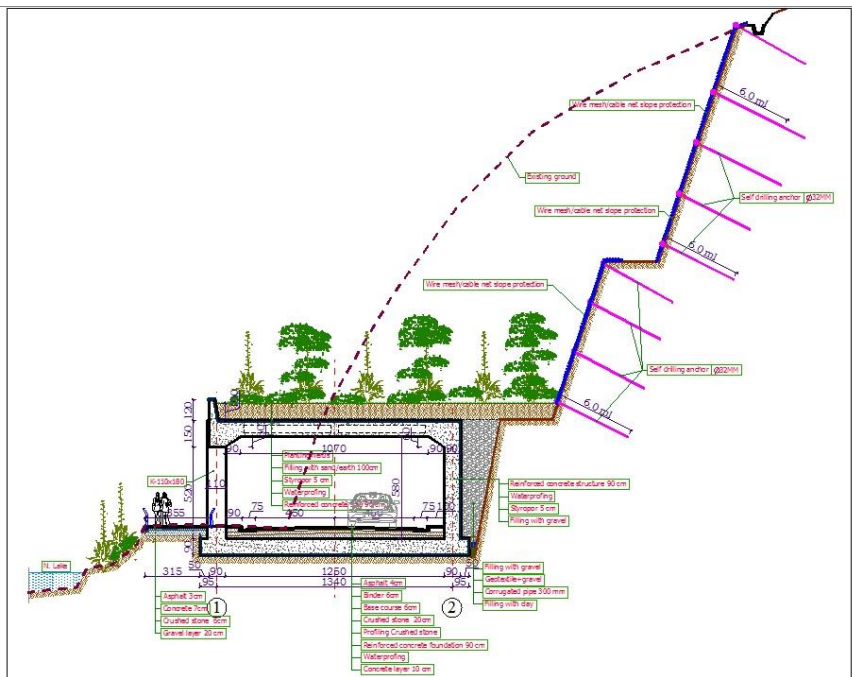 6.0 ml
Wire mesh/cable net slope protection
Existing ground
Self drilling anchor Ø32MM
Wire mesh/cable net slope protection
6.0 ml
Wire mesh/cable net slope protection
Self drilling anchor Ø32MM
6.0 ml
120
150
90
1070
90
Planting herbs
Filling with sand/earth 100cm
Styropor 5 cm
Waterprofing
K-110x180
110
580
Reinforced concrete structure 90 cm
Waterprofing
Styropor 5 cm
Filling with gravel
355
90
75
75
N. Lake
315
50
90
1250
90
95
1340
95
Filling with gravel
Geotextile+gravel
Corrugated pipe 300 mm
Filling with clay
Asphalt 3cm
Concrete 7cm
Crushed stone 6cm
Gravel layer 20 cm
1
2
Asphalt 4cm
Binder 6cm
Base course 6cm
Crushed stone 20cm
Profiling Crushed stone
Reinforced concrete foundation 90 cm
Waterprofing
Concrete layer 10 cm